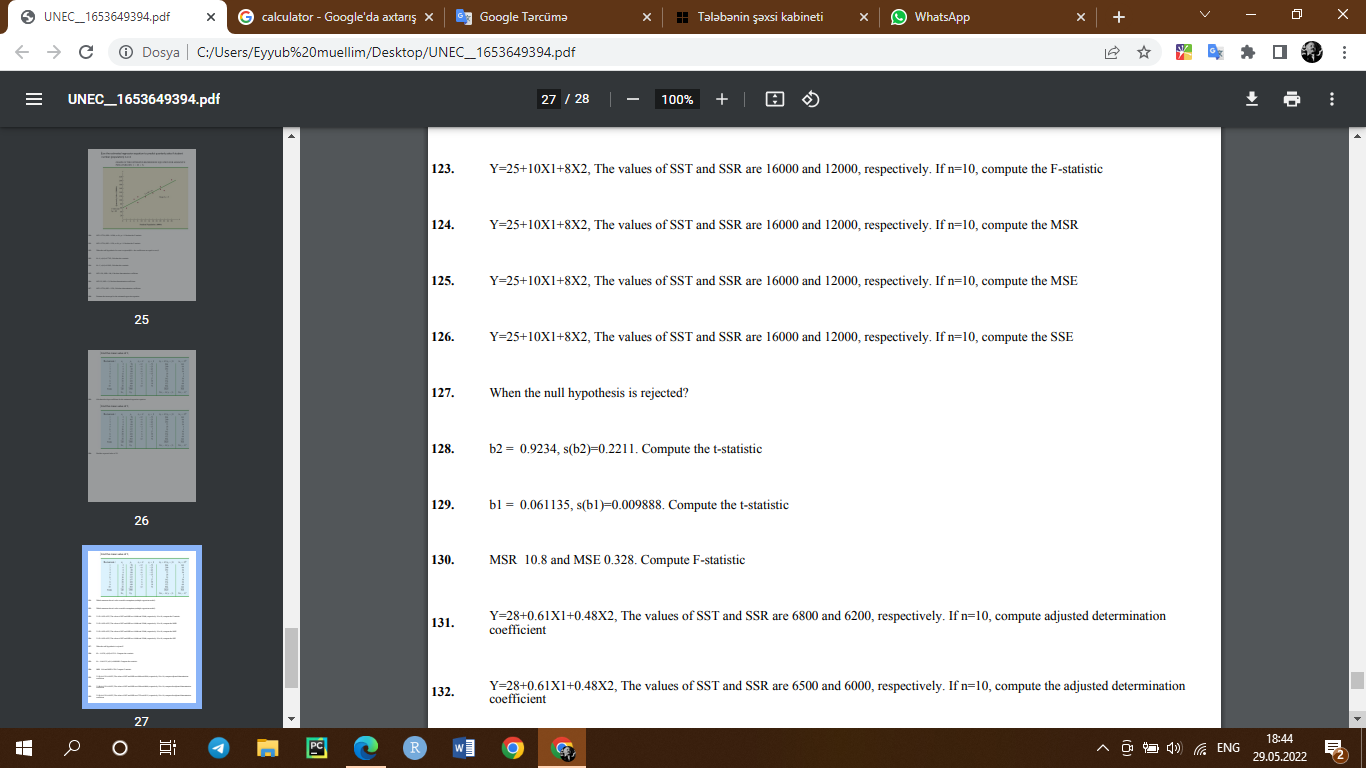 UNEC__1653649394.pdf
calculator - Google'da axtarış
Google Tərcümə
Tələbənin şəxsi kabineti
WhatsApp
Dosya | C:/Users/Eyyub%20muellim/Desktop/UNEC__1653649394.pdf
UNEC__1653649394.pdf
27 / 28
100%
25
26
27
123. Y=25+10X1+8X2, The values of SST and SSR are 16000 and 12000, respectively. If n=10, compute the F-statistic
124. Y=25+10X1+8X2, The values of SST and SSR are 16000 and 12000, respectively. If n=10, compute the MSR
125. Y=25+10X1+8X2, The values of SST and SSR are 16000 and 12000, respectively. If n=10, compute the MSE
126. Y=25+10X1+8X2, The values of SST and SSR are 16000 and 12000, respectively. If n=10, compute the SSE
127. When the null hypothesis is rejected?
128. b2 = 0.9234, s(b2)=0.2211. Compute the t-statistic
129. b1 = 0.061135, s(b1)=0.009888. Compute the t-statistic
130. MSR 10.8 and MSE 0.328. Compute F-statistic
131. Y=28+0.61X1+0.48X2, The values of SST and SSR are 6800 and 6200, respectively. If n=10, compute adjusted determination
coefficient
132. Y=28+0.61X1+0.48X2, The values of SST and SSR are 6500 and 6000, respectively. If n=10, compute the adjusted determination
coefficient
PC
R
W
ENG
18:44
29.05.2022
2